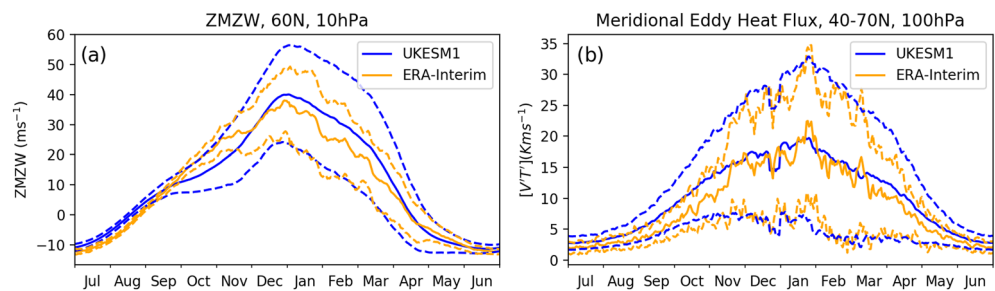 ZMZW, 60N, 10hPa
(a)
UKESM1
ERA-Interim
ZMZW (ms⁻¹)
60
50
40
30
20
10
0
−10
Jul Aug Sep Oct Nov Dec Jan Feb Mar Apr May Jun
Meridional Eddy Heat Flux, 40-70N, 100hPa
(b)
UKESM1
ERA-Interim
[V'T'](Kms⁻¹)
35
30
25
20
15
10
5
0
Jul Aug Sep Oct Nov Dec Jan Feb Mar Apr May Jun